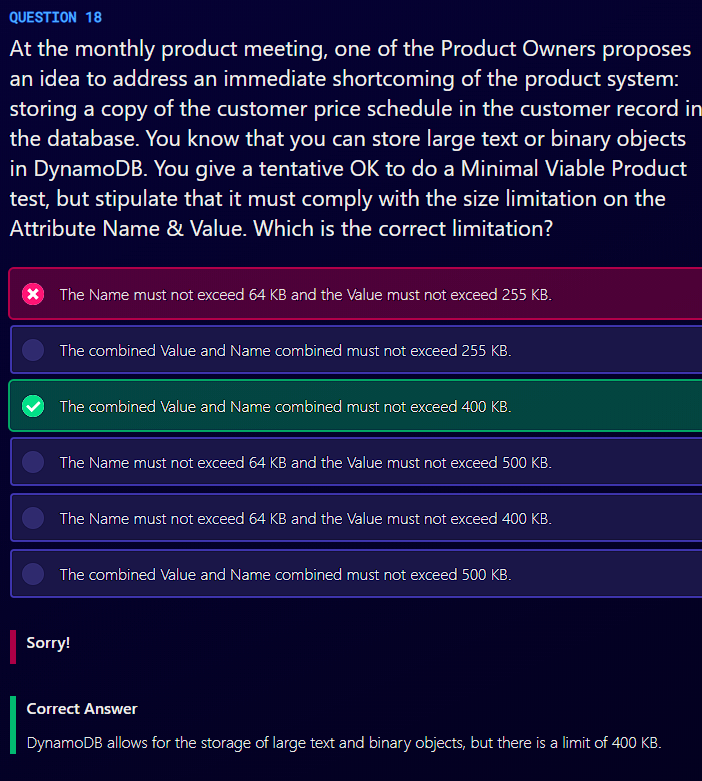 QUESTION 18
At the monthly product meeting, one of the Product Owners proposes
an idea to address an immediate shortcoming of the product system:
storing a copy of the customer price schedule in the customer record in
the database. You know that you can store large text or binary objects
in DynamoDB. You give a tentative OK to do a Minimal Viable Product
test, but stipulate that it must comply with the size limitation on the
Attribute Name & Value. Which is the correct limitation?
The Name must not exceed 64 KB and the Value must not exceed 255 KB.
The combined Value and Name combined must not exceed 255 KB.
The combined Value and Name combined must not exceed 400 KB.
The Name must not exceed 64 KB and the Value must not exceed 500 KB.
The Name must not exceed 64 KB and the Value must not exceed 400 KB.
The combined Value and Name combined must not exceed 500 KB.
Sorry!
Correct Answer
DynamoDB allows for the storage of large text and binary objects, but there is a limit of 400 KB.